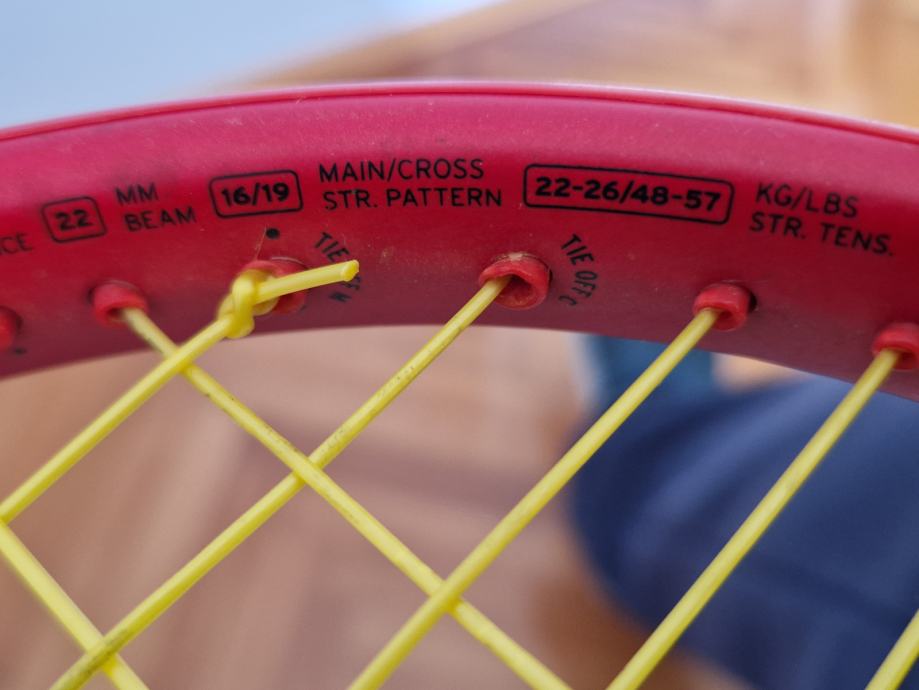 22 MM
BEAM
16/19 MAIN/CROSS
STR. PATTERN
22-26/48-57 KG/LBS
STR. TENS.
TIE OFF C